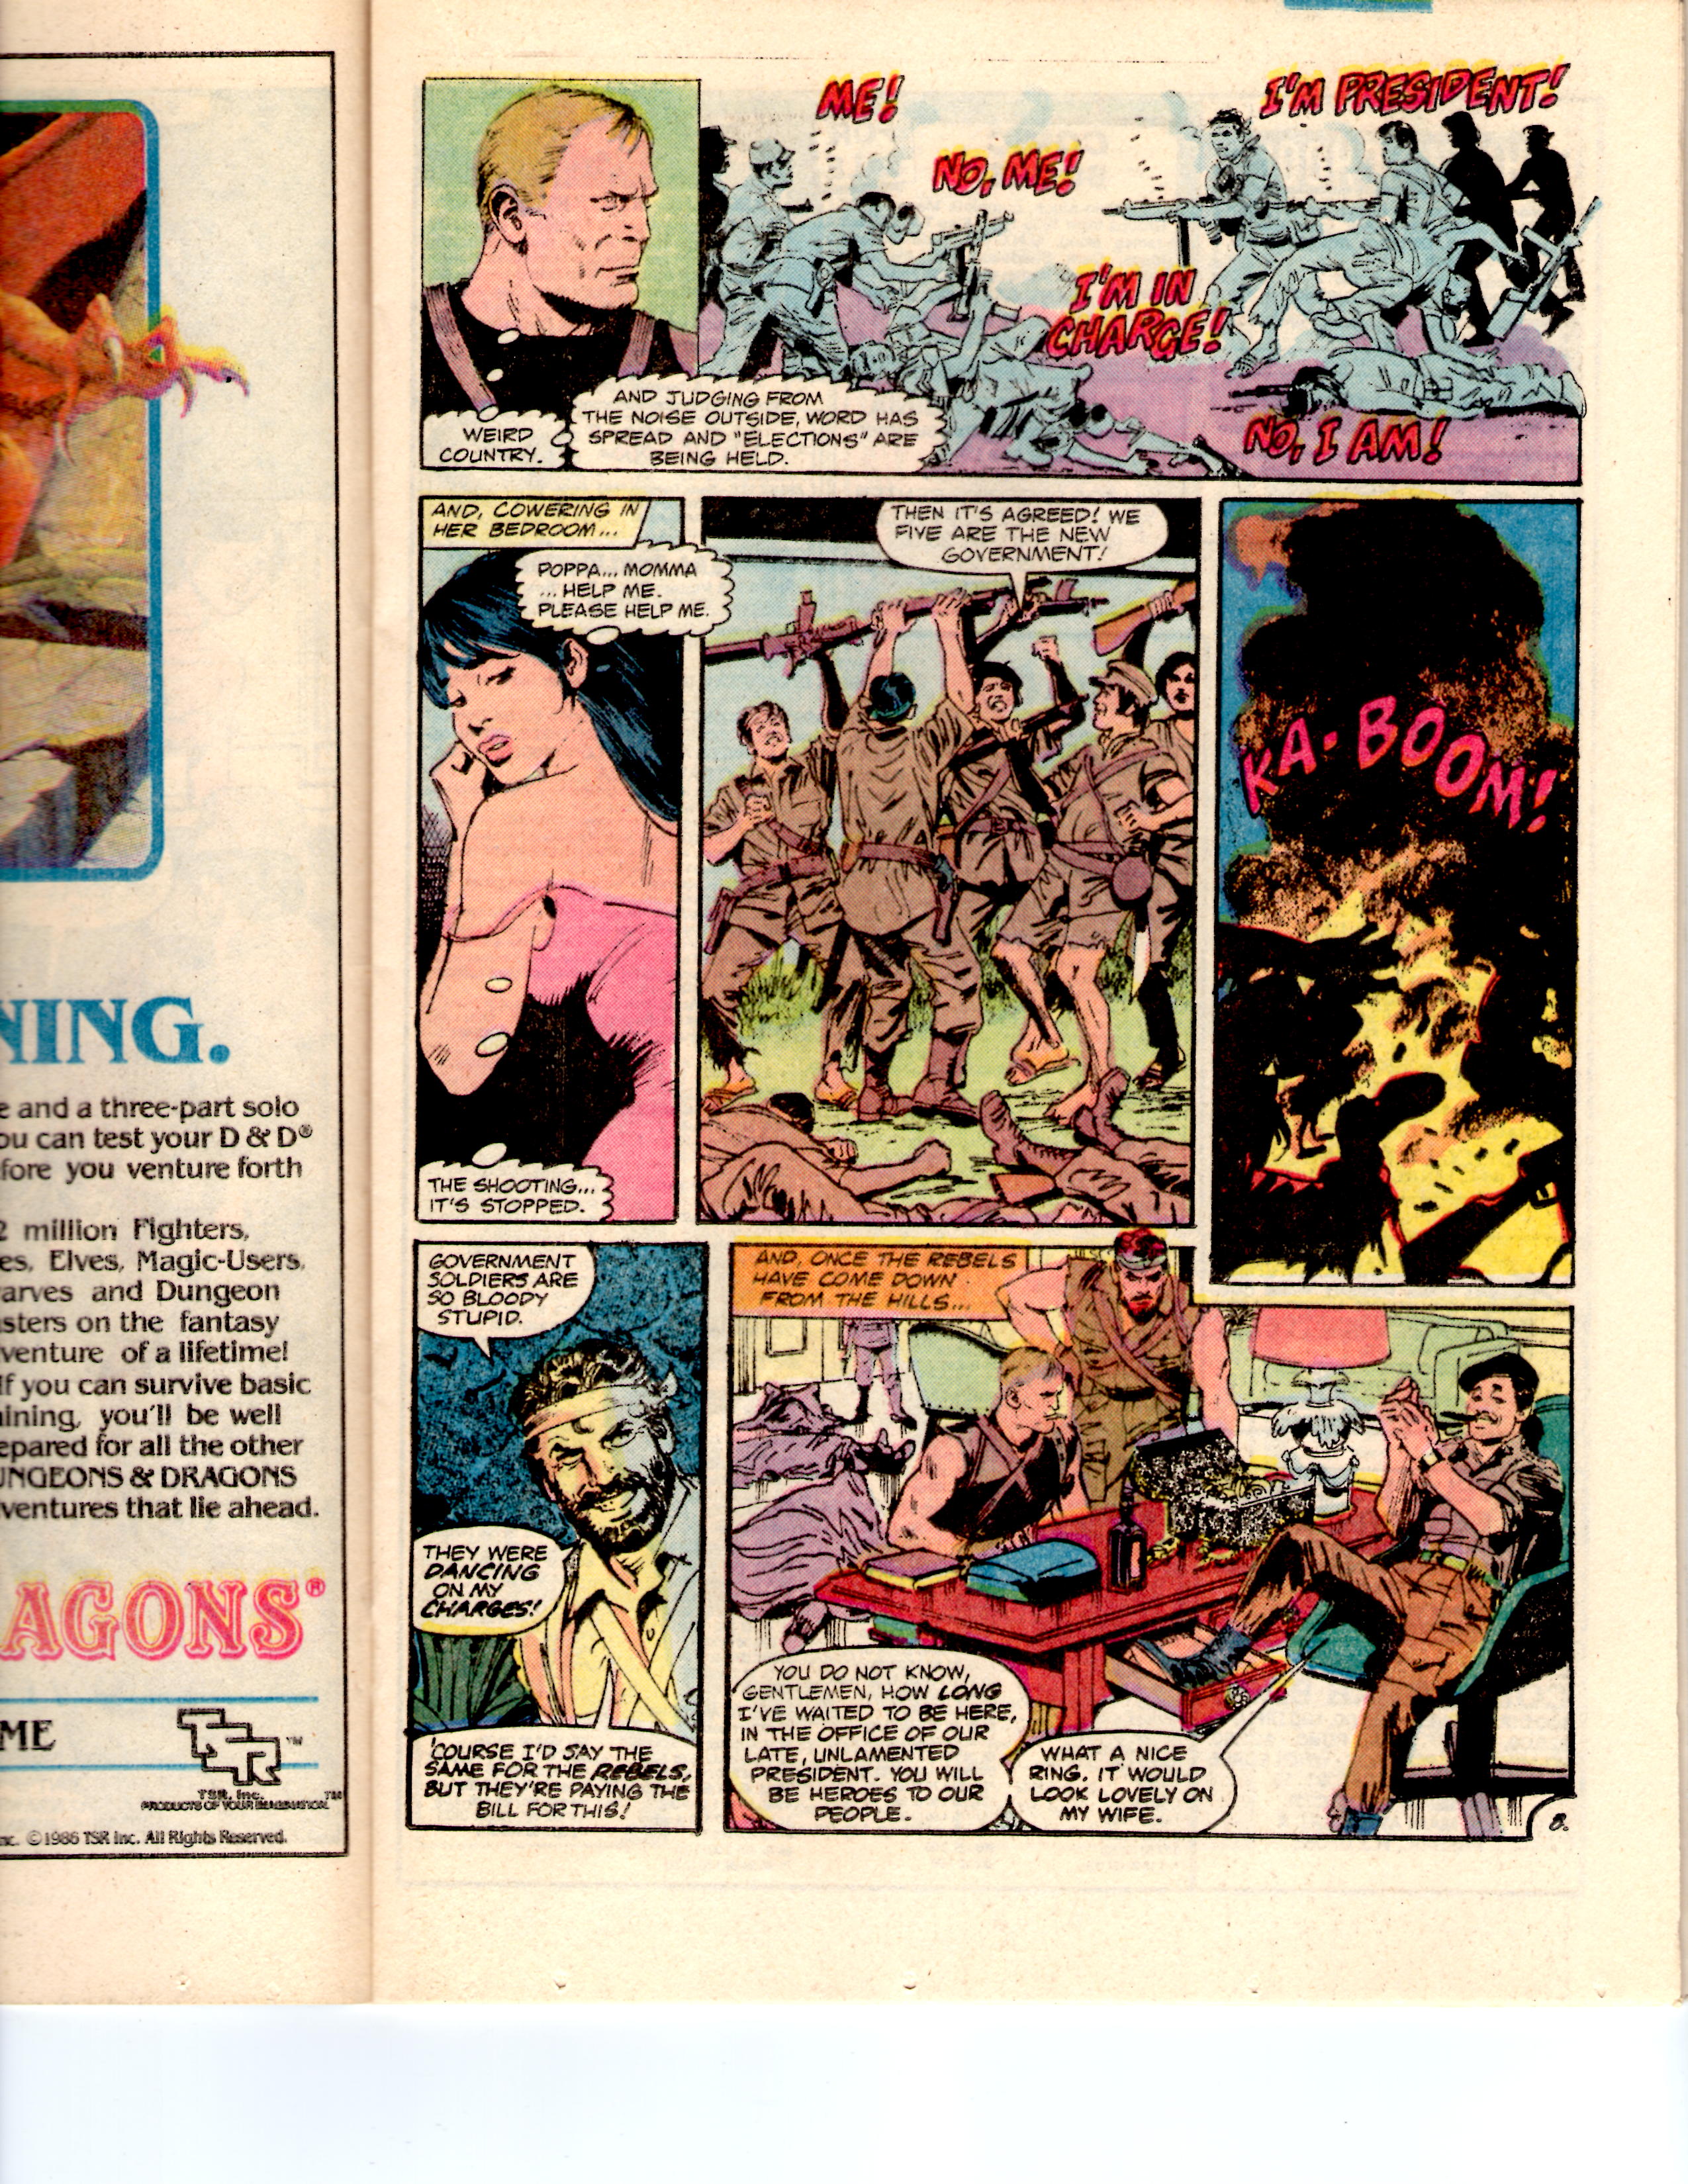 NING.
e and a three-part solo
ou can test your D & D®
fore you venture forth
2 million Fighters,
es, Elves, Magic-Users,
arves and Dungeon
sters on the fantasy
venture of a lifetime!
If you can survive basic
ining, you'll be well
epared for all the other
UNGEONS & DRAGONS
ventures that lie ahead.
AGONS®
ME
TSR ™
TSR, Inc.
PRODUCTS OF YOUR IMAGINATION ™
nc. © 1986 TSR Inc. All Rights Reserved.
WEIRD
COUNTRY.
AND JUDGING FROM
THE NOISE OUTSIDE, WORD HAS
SPREAD AND "ELECTIONS" ARE
BEING HELD.
ME!
NO, ME!
I'M PRESIDENT!
I'M IN
CHARGE!
NO, I AM!
AND, COWERING IN
HER BEDROOM...
POPPA... MOMMA
... HELP ME.
PLEASE HELP ME.
THE SHOOTING...
IT'S STOPPED.
THEN IT'S AGREED! WE
FIVE ARE THE NEW
GOVERNMENT!
KA-BOOM!
GOVERNMENT
SOLDIERS ARE
SO BLOODY
STUPID.
THEY WERE
DANCING
ON MY
CHARGES!
'COURSE I'D SAY THE
SAME FOR THE REBELS,
BUT THEY'RE PAYING THE
BILL FOR THIS!
AND, ONCE THE REBELS
HAVE COME DOWN
FROM THE HILLS...
YOU DO NOT KNOW,
GENTLEMEN, HOW LONG
I'VE WAITED TO BE HERE,
IN THE OFFICE OF OUR
LATE, UNLAMENTED
PRESIDENT. YOU WILL
BE HEROES TO OUR
PEOPLE.
WHAT A NICE
RING. IT WOULD
LOOK LOVELY ON
MY WIFE.
8.